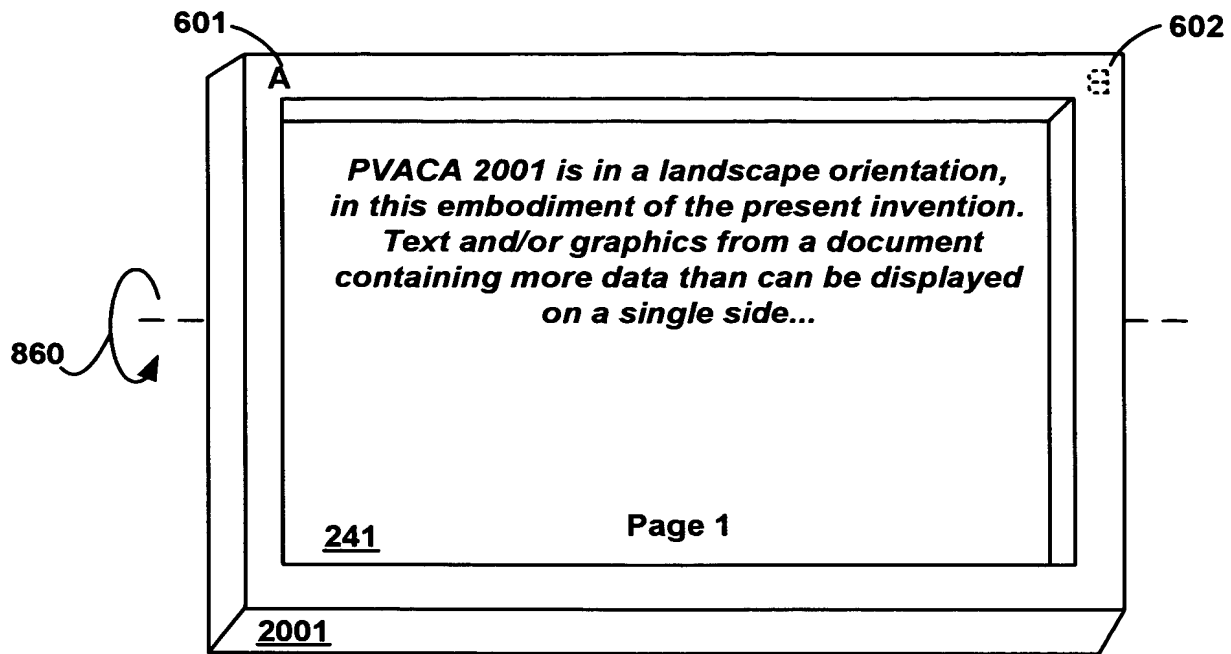 601
602
A
PVACA 2001 is in a landscape orientation,
in this embodiment of the present invention.
Text and/or graphics from a document
containing more data than can be displayed
on a single side...
860
Page 1
241
2001